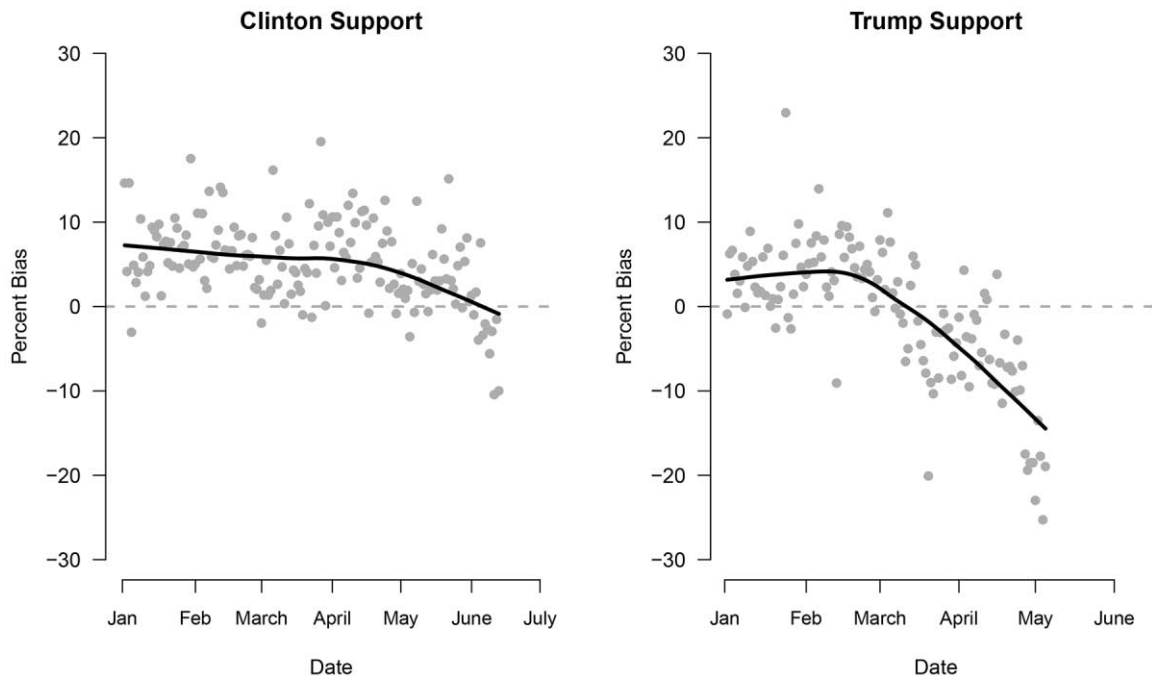 Clinton Support
Percent Bias
30
20
10
0
−10
−20
−30
Jan Feb March April May June July
Date
Trump Support
Percent Bias
30
20
10
0
−10
−20
−30
Jan Feb March April May June
Date